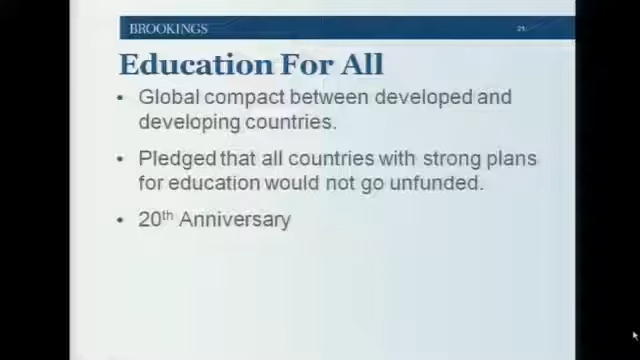 BROOKINGS
Education For All
• Global compact between developed and
developing countries.
• Pledged that all countries with strong plans
for education would not go unfunded.
• 20th Anniversary